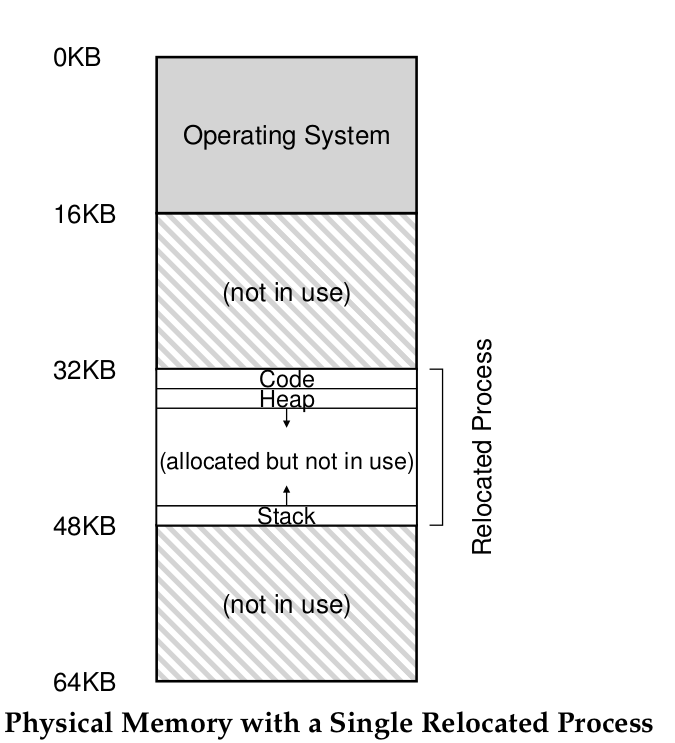 0KB
Operating System
16KB
(not in use)
32KB
Code
Heap
(allocated but not in use)
Stack
48KB
Relocated Process
(not in use)
64KB
Physical Memory with a Single Relocated Process